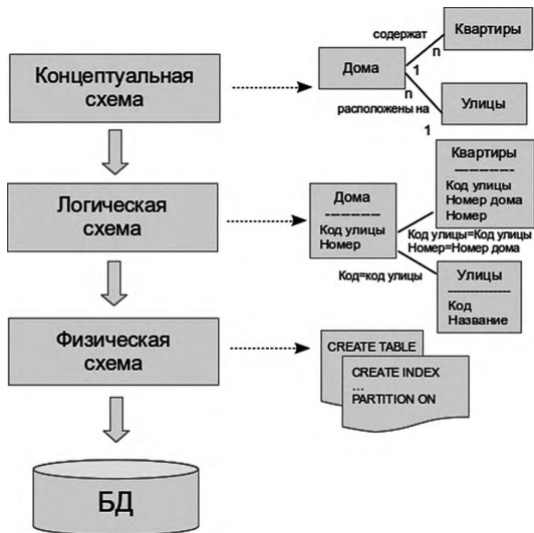 Концептуальная
схема
Дома
содержат
n
1
Квартиры
n
расположены на
1
Улицы
Логическая
схема
Дома
--------------
Код улицы
Номер
Квартиры
--------------
Код улицы
Номер дома
Номер
Код улицы=Код улицы
Номер=Номер дома
Код=код улицы
Улицы
--------------
Код
Название
Физическая
схема
CREATE TABLE
CREATE INDEX
...
PARTITION ON
БД